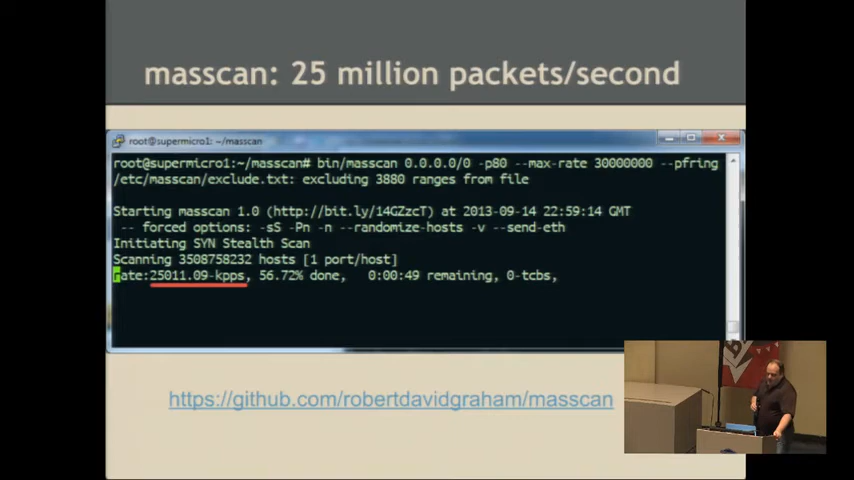 masscan: 25 million packets/second
root@supermicro1: ~/masscan
root@supermicro1:~/masscan# bin/masscan 0.0.0.0/0 -p80 --max-rate 30000000 --pfring
/etc/masscan/exclude.txt: excluding 3880 ranges from file
Starting masscan 1.0 (http://bit.ly/14GZzcT) at 2013-09-14 22:59:14 GMT
-- forced options: -sS -Pn -n --randomize-hosts -v --send-eth
Initiating SYN Stealth Scan
Scanning 3508758232 hosts [1 port/host]
rate:25011.09-kpps, 56.72% done, 0:00:49 remaining, 0-tcbs,
https://github.com/robertdavidgraham/masscan